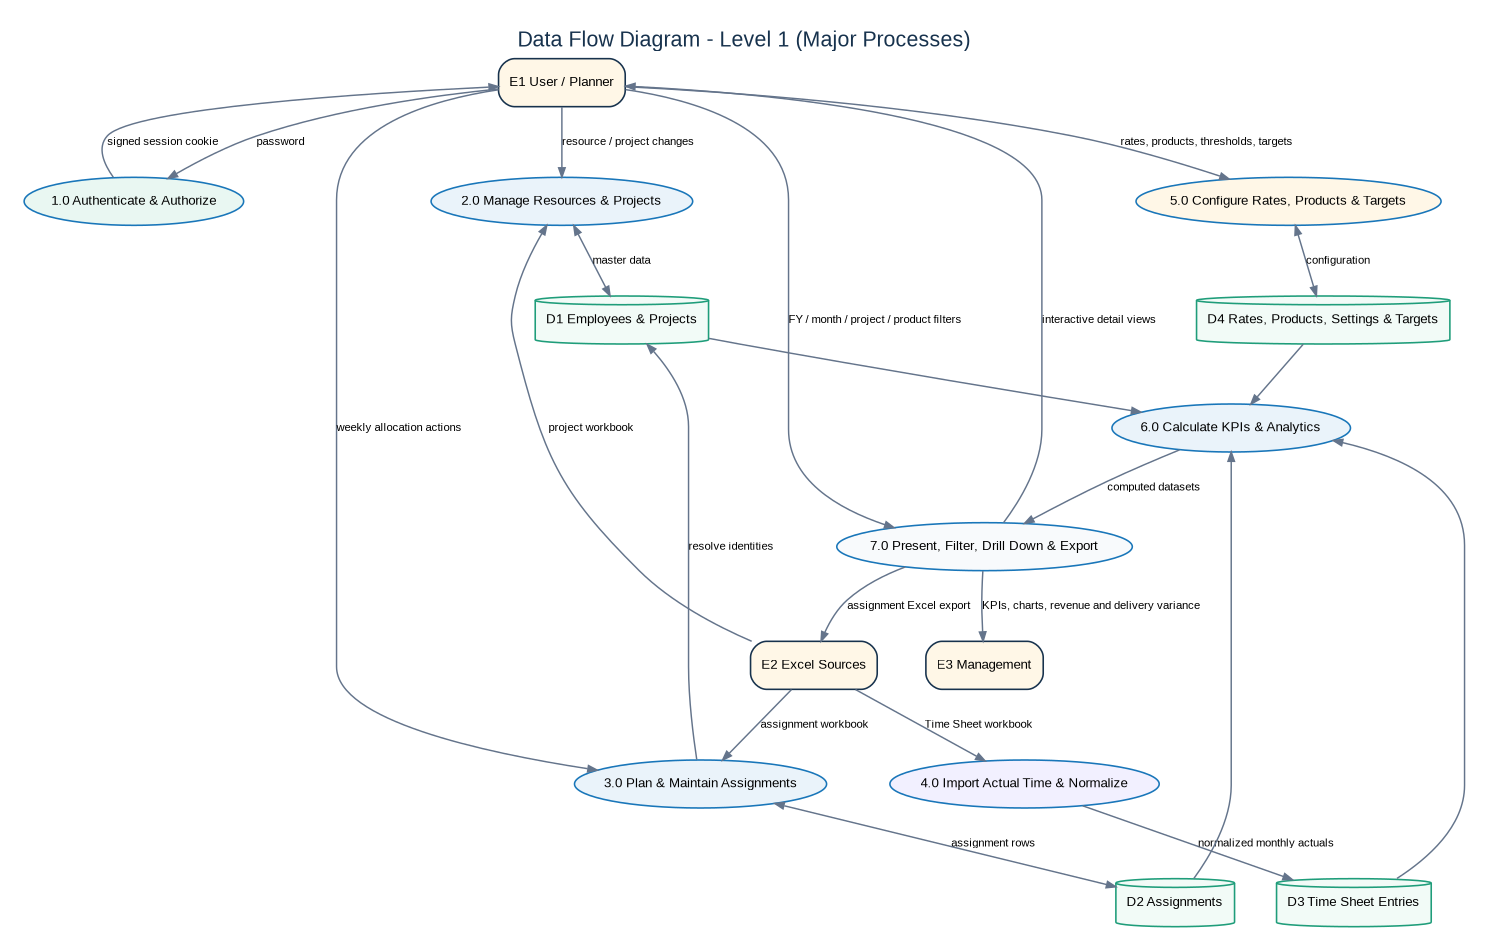 Data Flow Diagram - Level 1 (Major Processes)
E1 User / Planner
signed session cookie
password
resource / project changes
rates, products, thresholds, targets
1.0 Authenticate & Authorize
2.0 Manage Resources & Projects
5.0 Configure Rates, Products & Targets
master data
configuration
D1 Employees & Projects
FY / month / project / product filters
interactive detail views
D4 Rates, Products, Settings & Targets
weekly allocation actions
project workbook
6.0 Calculate KPIs & Analytics
computed datasets
resolve identities
7.0 Present, Filter, Drill Down & Export
assignment Excel export
KPIs, charts, revenue and delivery variance
E2 Excel Sources
E3 Management
assignment workbook
Time Sheet workbook
3.0 Plan & Maintain Assignments
4.0 Import Actual Time & Normalize
assignment rows
normalized monthly actuals
D2 Assignments
D3 Time Sheet Entries